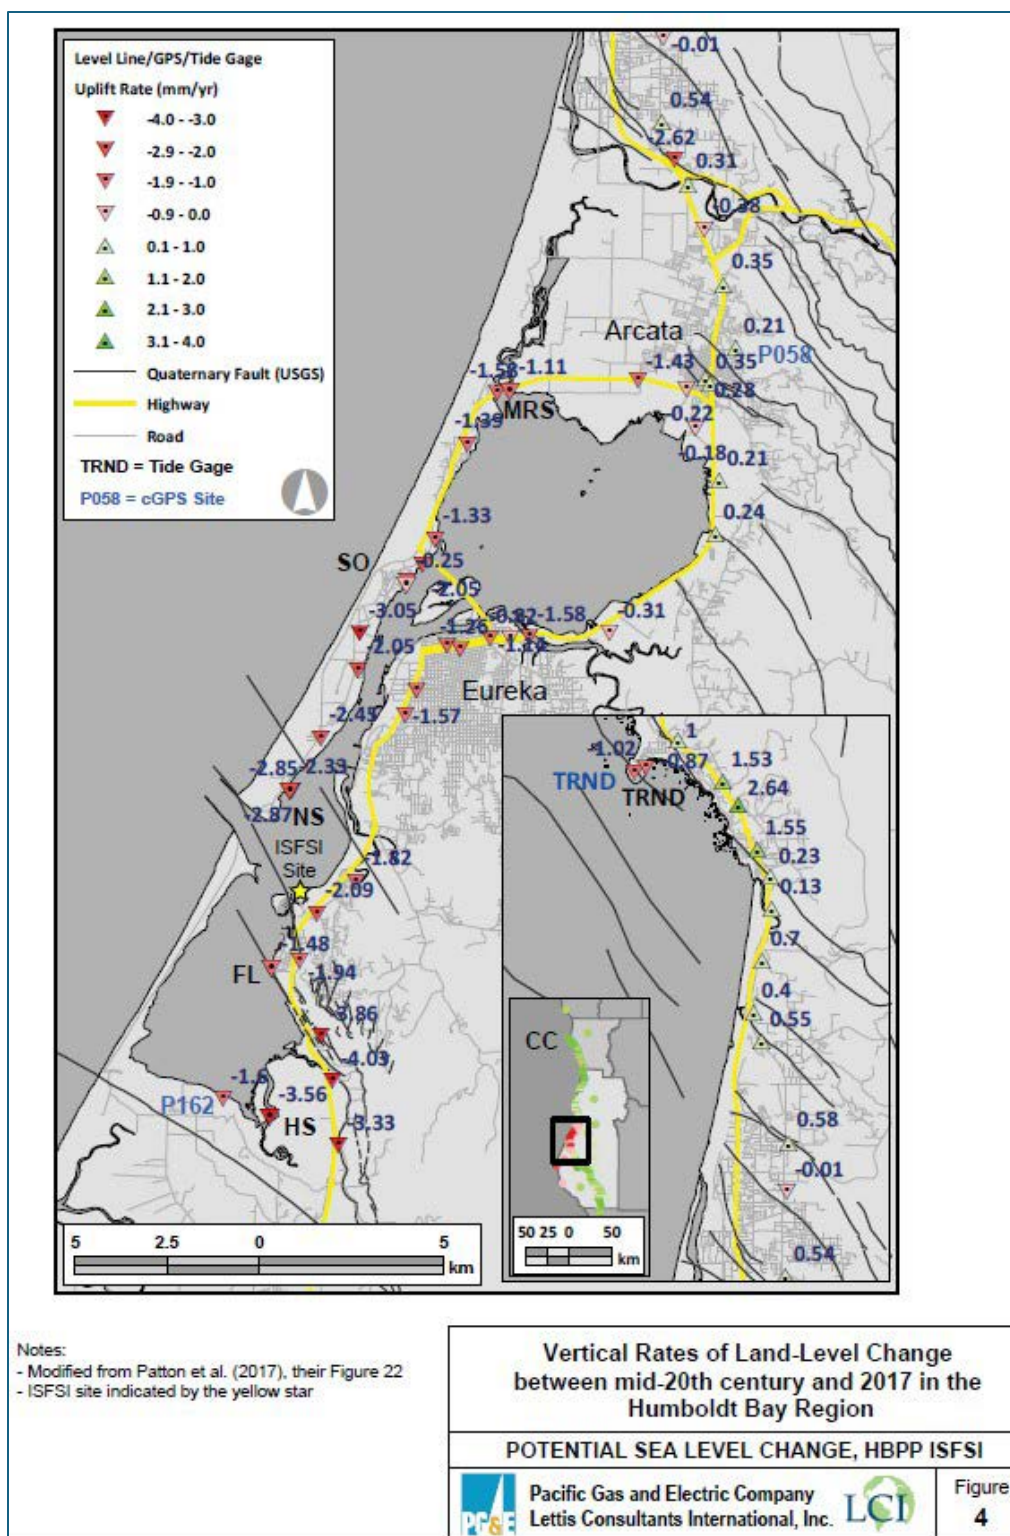 Level Line/GPS/Tide Gage
Uplift Rate (mm/yr)
-4.0 - -3.0
-2.9 - -2.0
-1.9 - -1.0
-0.9 - 0.0
0.1 - 1.0
1.1 - 2.0
2.1 - 3.0
3.1 - 4.0
Quaternary Fault (USGS)
Highway
Road
TRND = Tide Gage
P058 = cGPS Site
-0.01
0.54
-2.62
0.31
-0.38
0.35
0.21
Arcata
P058
-1.43
0.35
-1.58
-1.11
0.28
MRS
-0.22
-1.39
-0.18
0.21
-1.33
0.24
SO
-0.25
-2.05
-3.05
-0.82
-1.58
-0.31
-1.26
-2.05
Eureka
-2.45
-1.57
-2.85
-2.33
-2.87
NS
ISFSI
Site
-1.82
-2.09
-1.48
FL
-1.94
-3.86
-4.03
-1.6
P162
-3.56
HS
-3.33
1
-1.02
0.87
1.53
TRND
TRND
2.64
1.55
0.23
0.13
0.7
0.4
0.55
CC
0.58
-0.01
0.54
50 25 0 50
km
5 2.5 0 5
km
Notes:
- Modified from Patton et al. (2017), their Figure 22
- ISFSI site indicated by the yellow star
Vertical Rates of Land-Level Change
between mid-20th century and 2017 in the
Humboldt Bay Region
POTENTIAL SEA LEVEL CHANGE, HBPP ISFSI
PG&E
Pacific Gas and Electric Company
Lettis Consultants International, Inc.
LCI
Figure
4